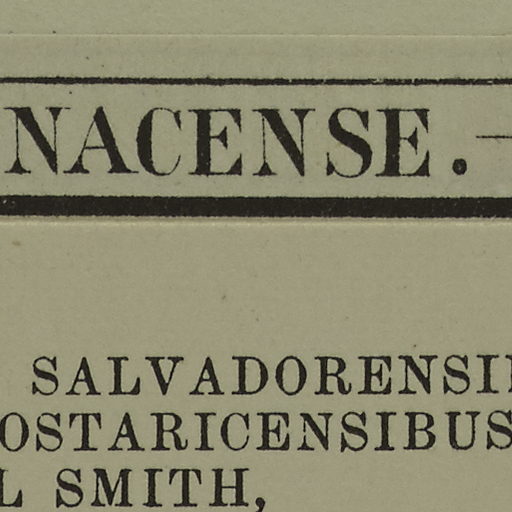 NACENSE.—
SALVADORENSI
OSTARICENSIBUS
L SMITH,